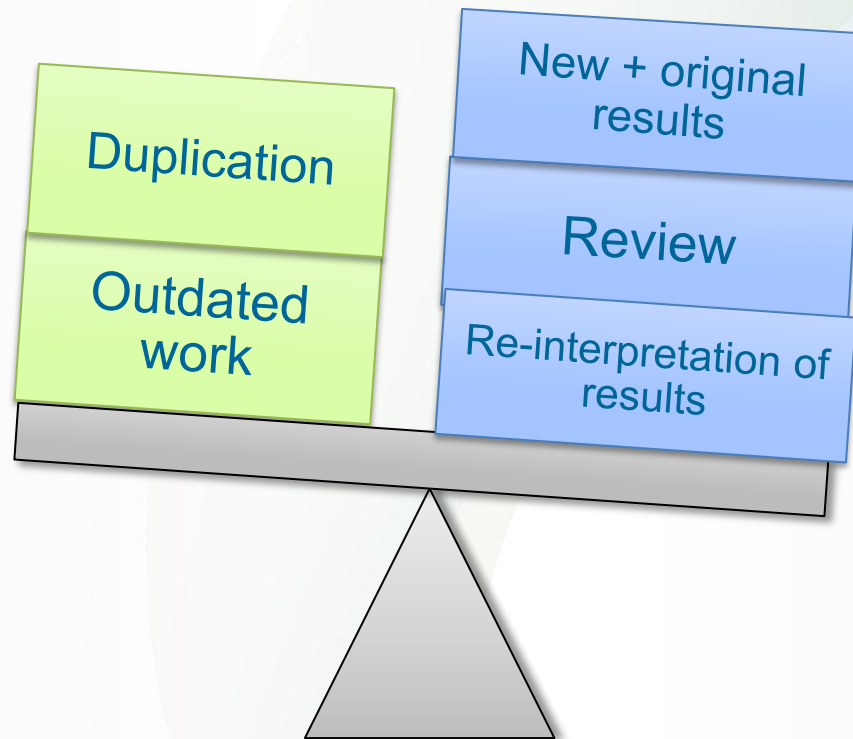 Duplication
Outdated
work
New + original
results
Review
Re-interpretation of
results